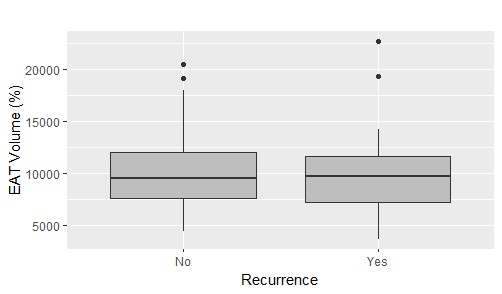 EAT Volume (%)
20000
15000
10000
5000
No
Yes
Recurrence